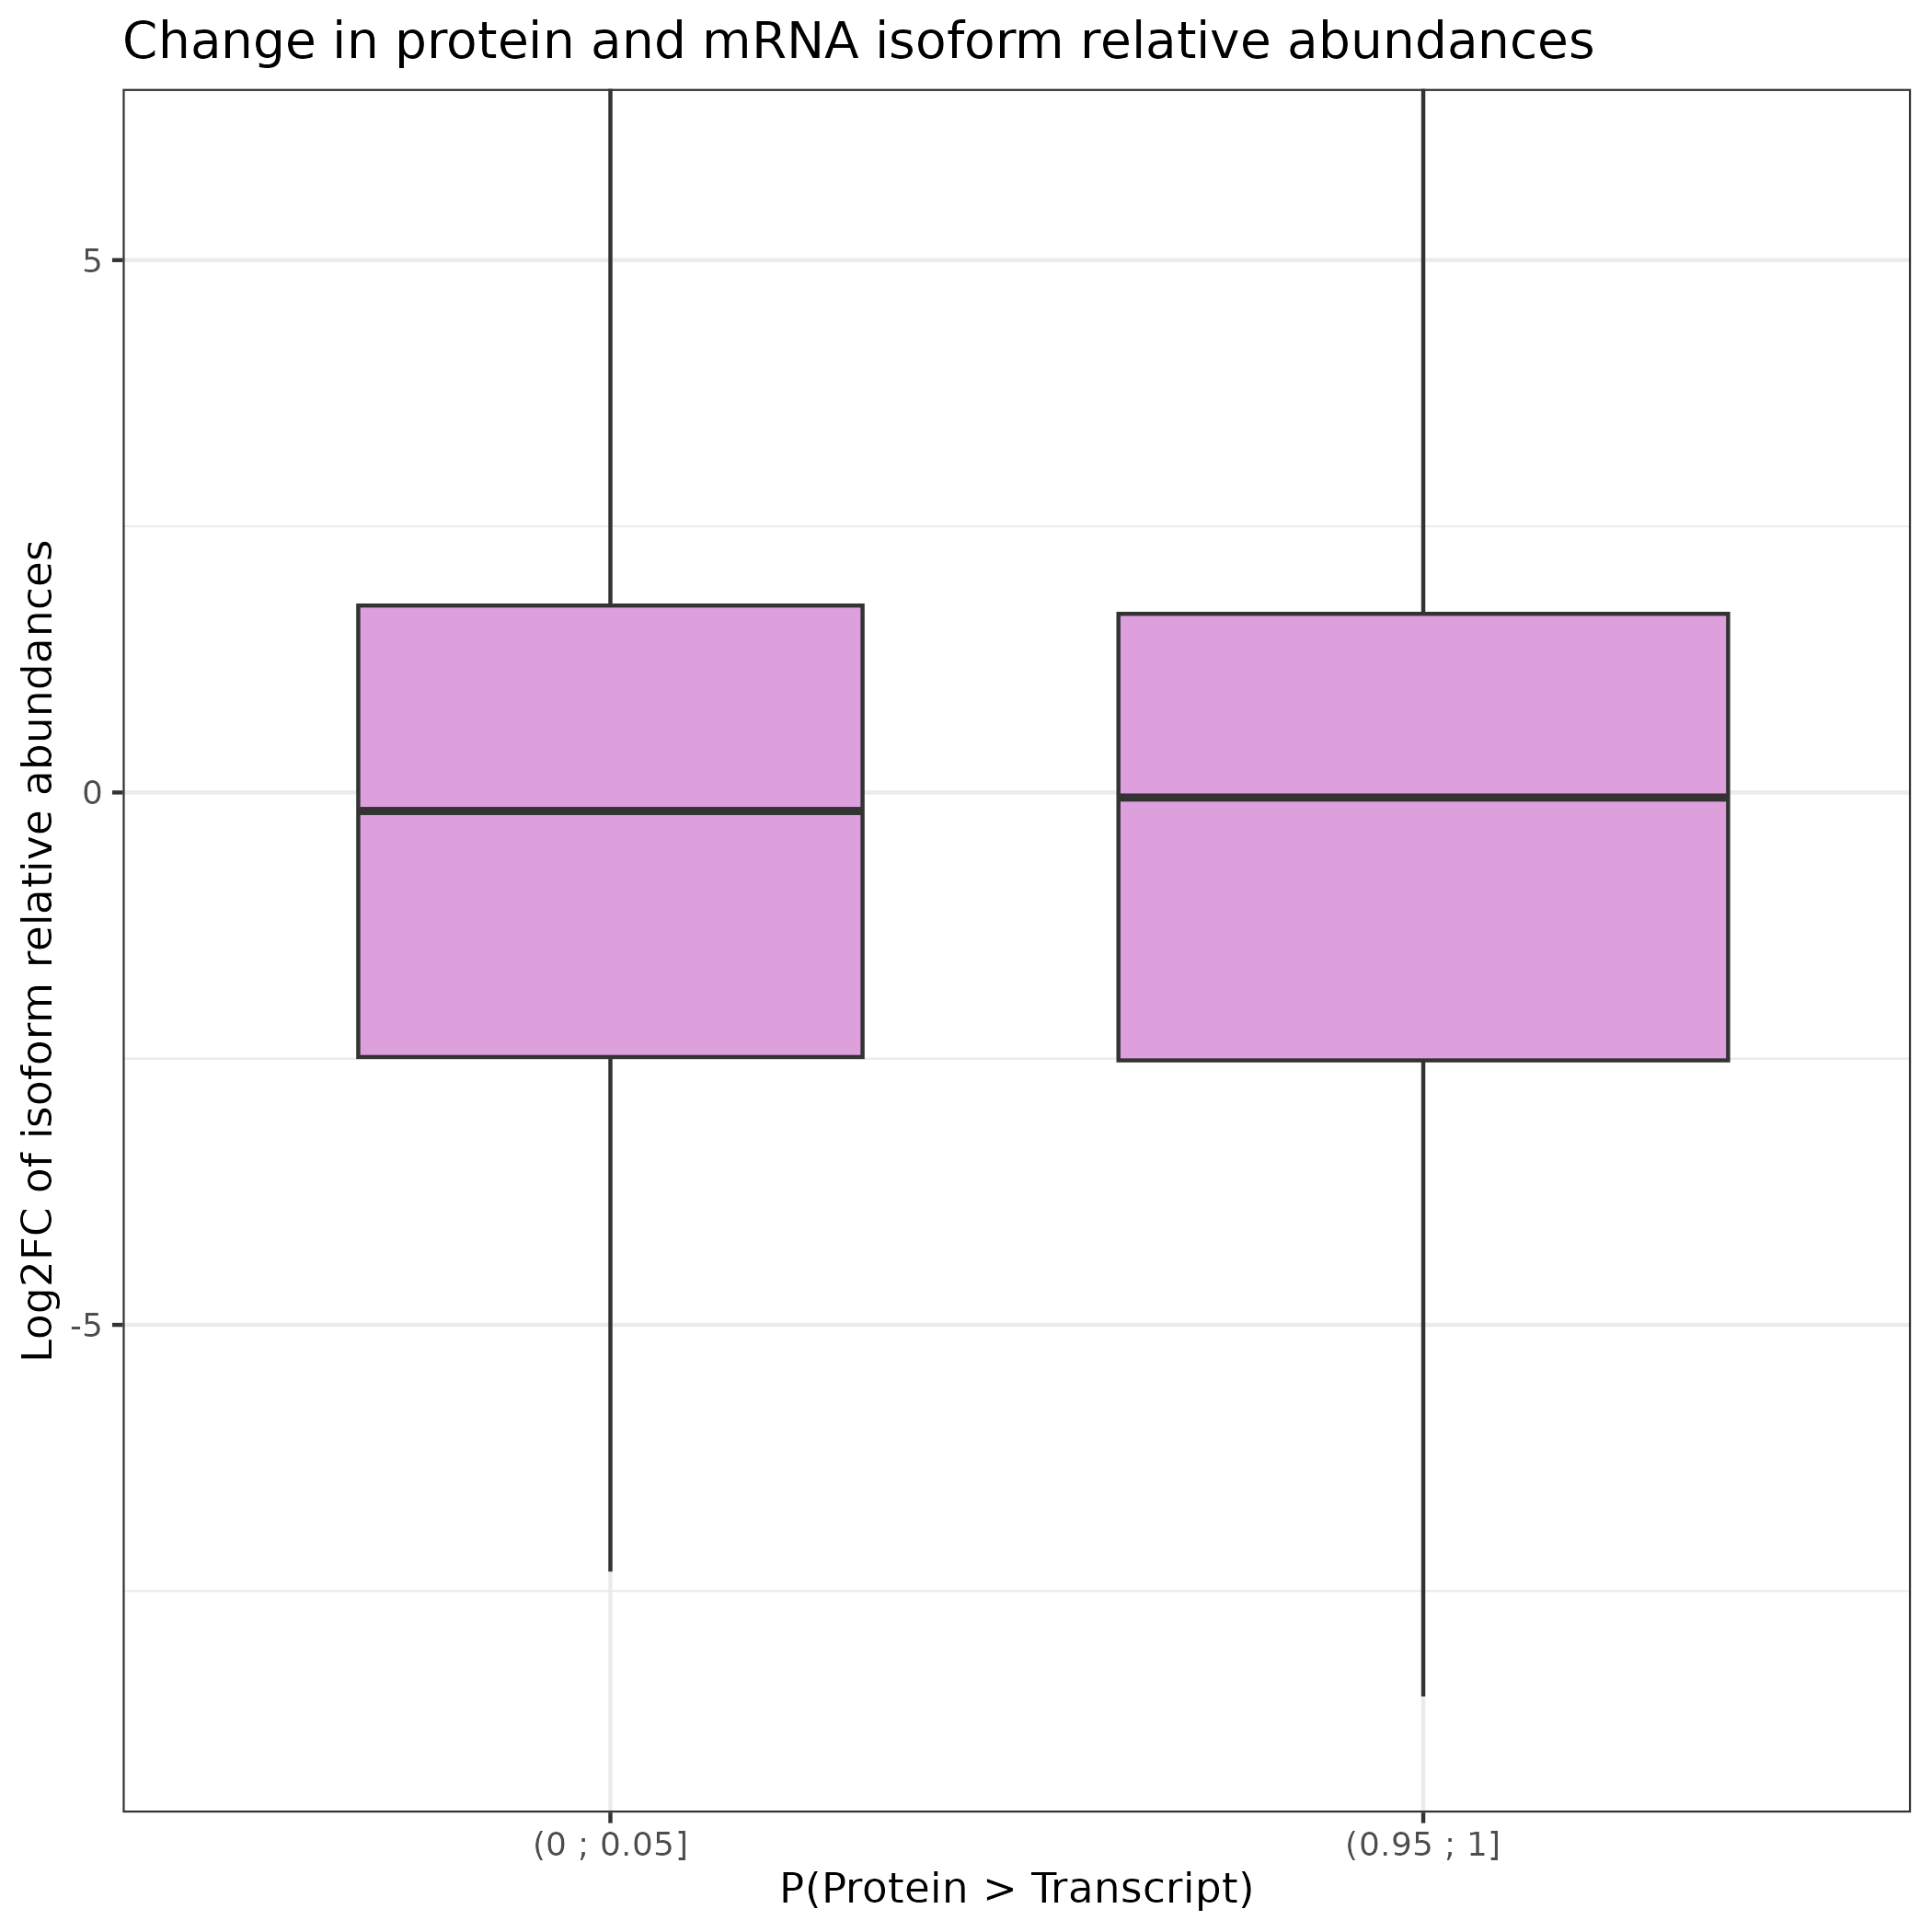 Change in protein and mRNA isoform relative abundances
Log2FC of isoform relative abundances
5
0
-5
(0 ; 0.05]
(0.95 ; 1]
P(Protein > Transcript)